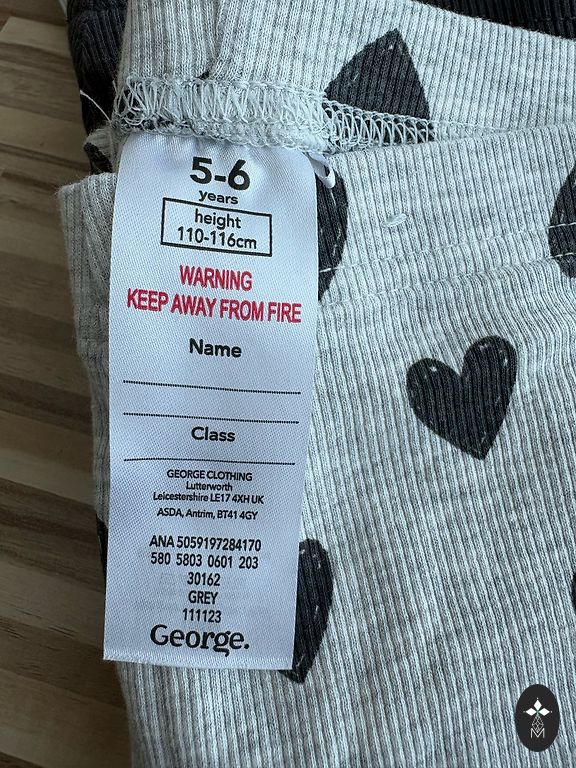 5-6
years
height
110-116cm
WARNING
KEEP AWAY FROM FIRE
Name
Class
GEORGE CLOTHING
Lutterworth
Leicestershire LE17 4XH UK
ASDA, Antrim, BT41 4GY
ANA 5059197284170
580 5803 0601 203
30162
GREY
111123
George.
M